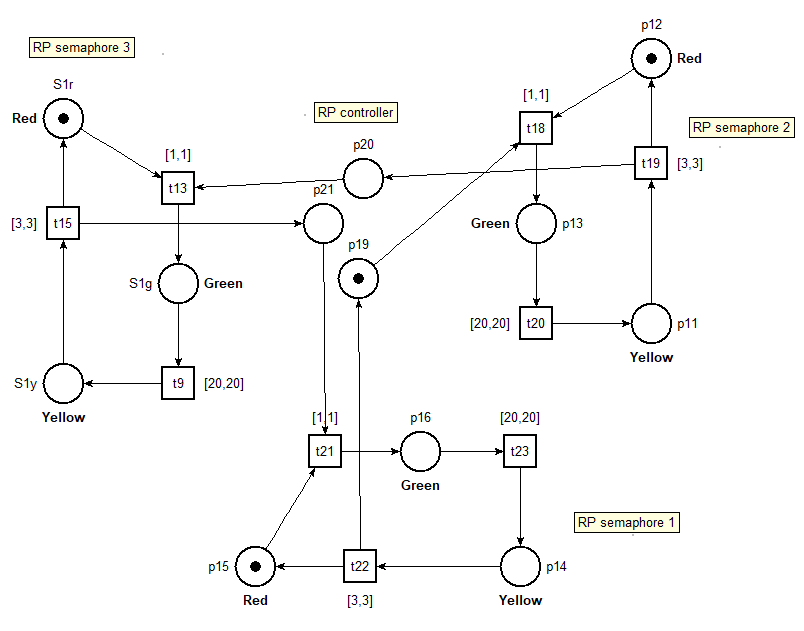 p12
RP semaphore 3
Red
S1r
[1,1]
RP controller
Red
[1,1]
t18
RP semaphore 2
p20
t19
[3,3]
t13
p21
[3,3]
t15
Green
p13
p19
S1g
Green
[20,20]
t20
p11
Yellow
S1y
t9
[20,20]
Yellow
[1,1]
p16
[20,20]
t21
t23
Green
RP semaphore 1
p15
t22
p14
Red
[3,3]
Yellow